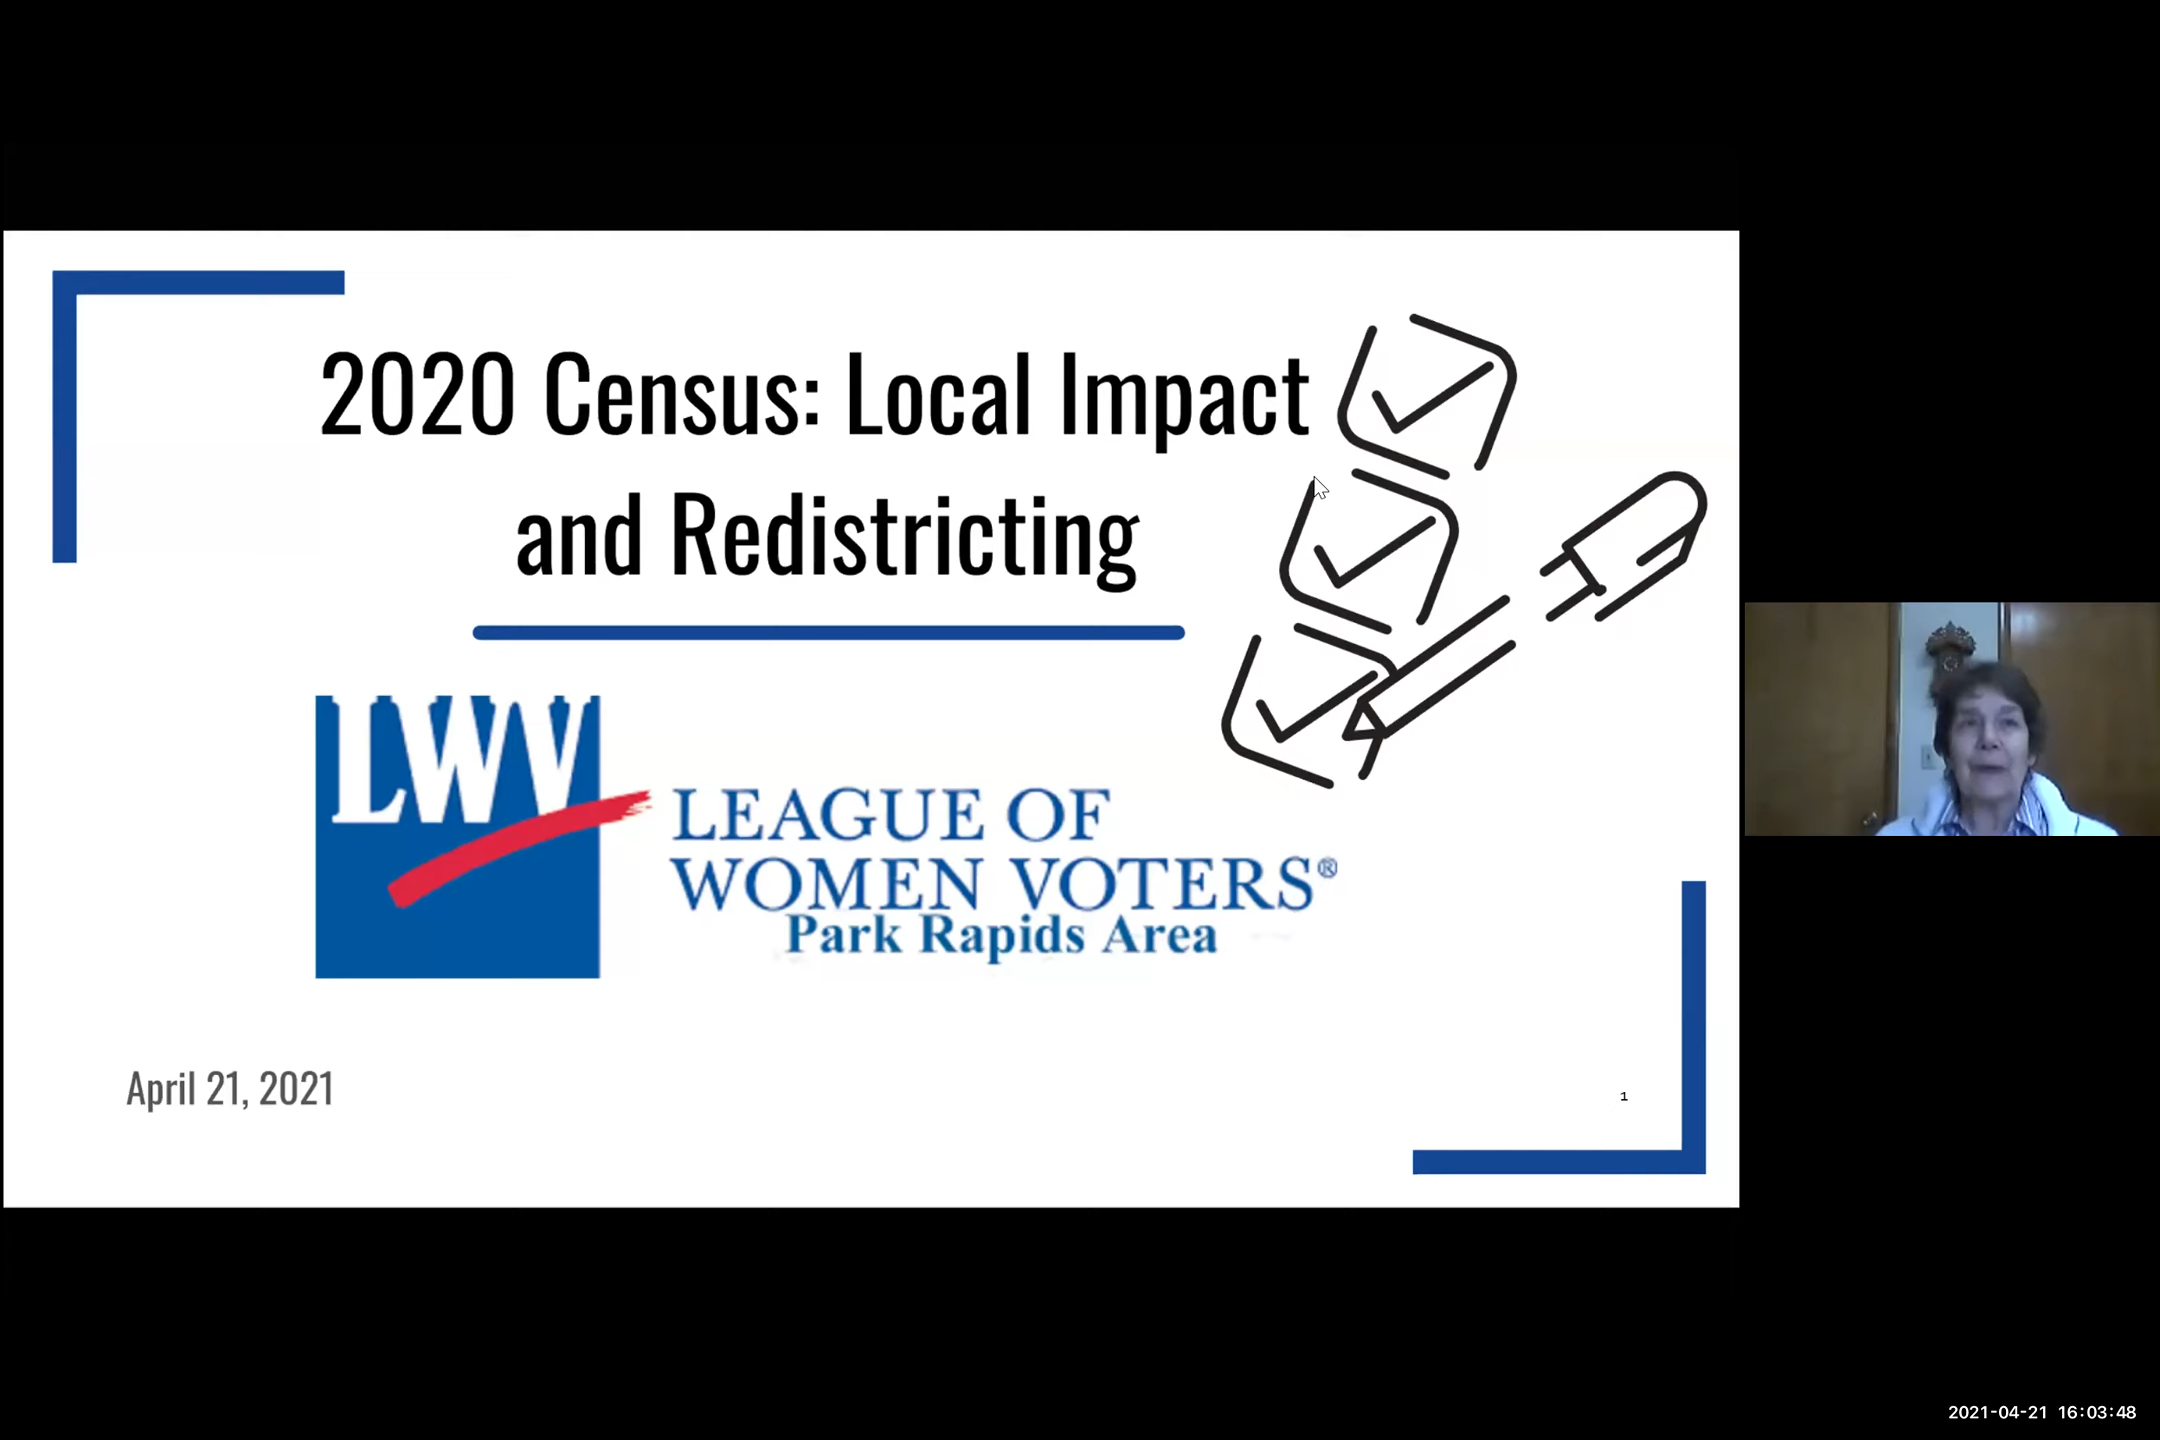 2020 Census: Local Impact
and Redistricting
LWV
LEAGUE OF
WOMEN VOTERS®
Park Rapids Area
April 21, 2021
1
2021-04-21 16:03:48